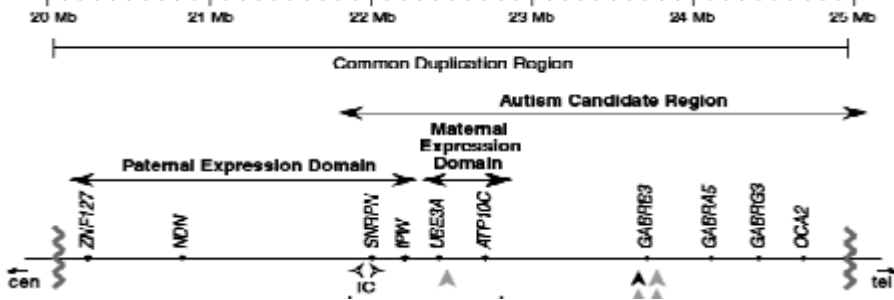 20 Mb 21 Mb 22 Mb 23 Mb 24 Mb 25 Mb
Common Duplication Region
Autism Candidate Region
Maternal
Expression
Domain
Paternal Expression Domain
ZNF127 NDN SNRPN IPW UBE3A ATP10C GABRB3 GABRA5 GABRG3 OCA2
cen IC tel